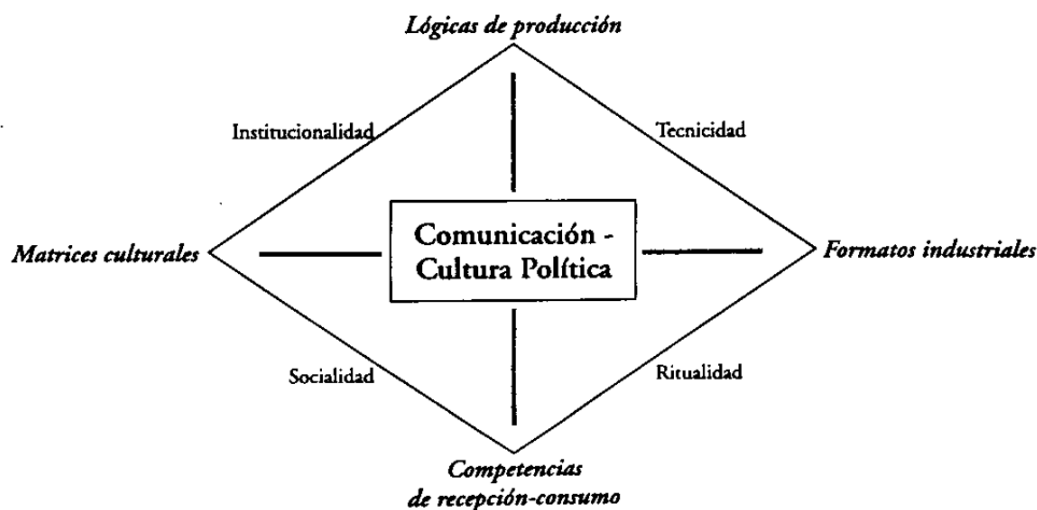 Lógicas de producción
Institucionalidad
Tecnicidad
Matrices culturales
Comunicación -
Cultura Política
Formatos industriales
Socialidad
Ritualidad
Competencias
de recepción-consumo